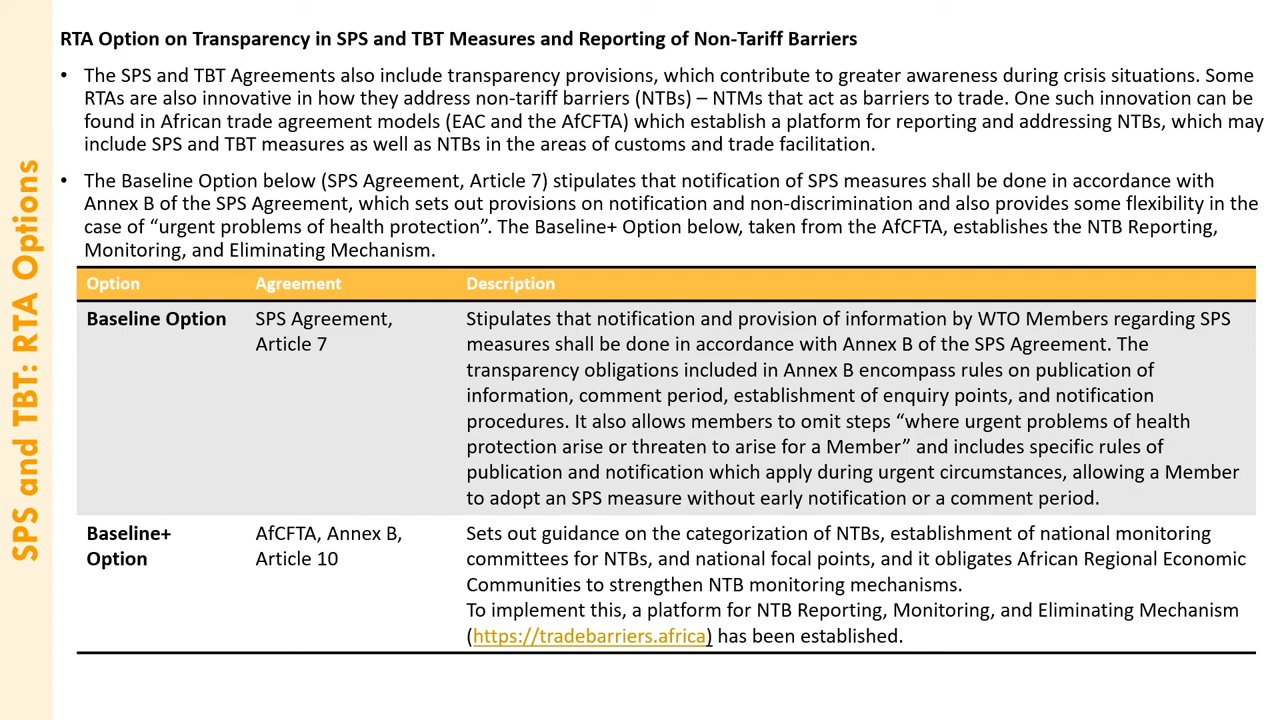 SPS and TBT: RTA Options
RTA Option on Transparency in SPS and TBT Measures and Reporting of Non-Tariff Barriers
• The SPS and TBT Agreements also include transparency provisions, which contribute to greater awareness during crisis situations. Some
RTAs are also innovative in how they address non-tariff barriers (NTBs) – NTMs that act as barriers to trade. One such innovation can be
found in African trade agreement models (EAC and the AfCFTA) which establish a platform for reporting and addressing NTBs, which may
include SPS and TBT measures as well as NTBs in the areas of customs and trade facilitation.
• The Baseline Option below (SPS Agreement, Article 7) stipulates that notification of SPS measures shall be done in accordance with
Annex B of the SPS Agreement, which sets out provisions on notification and non-discrimination and also provides some flexibility in the
case of “urgent problems of health protection”. The Baseline+ Option below, taken from the AfCFTA, establishes the NTB Reporting,
Monitoring, and Eliminating Mechanism.
Option Agreement Description
Baseline Option
SPS Agreement,
Article 7
Stipulates that notification and provision of information by WTO Members regarding SPS
measures shall be done in accordance with Annex B of the SPS Agreement. The
transparency obligations included in Annex B encompass rules on publication of
information, comment period, establishment of enquiry points, and notification
procedures. It also allows members to omit steps “where urgent problems of health
protection arise or threaten to arise for a Member” and includes specific rules of
publication and notification which apply during urgent circumstances, allowing a Member
to adopt an SPS measure without early notification or a comment period.
Baseline+
Option
AfCFTA, Annex B,
Article 10
Sets out guidance on the categorization of NTBs, establishment of national monitoring
committees for NTBs, and national focal points, and it obligates African Regional Economic
Communities to strengthen NTB monitoring mechanisms.
To implement this, a platform for NTB Reporting, Monitoring, and Eliminating Mechanism
(https://tradebarriers.africa) has been established.